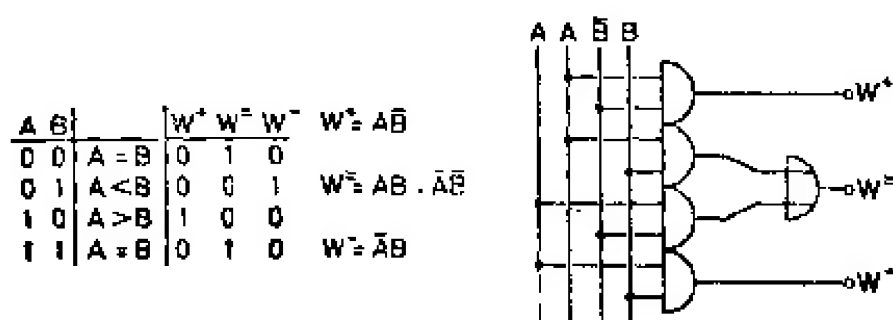 A B W⁺ W⁼ W⁻ W⁺= AB̄
0 0 A = B 0 1 0
0 1 A < B 0 0 1 W⁼= AB . ĀB̄
1 0 A > B 1 0 0
1 1 A = B 0 1 0 W⁻= ĀB
A A B̄ B
W⁺
W⁼
W⁺